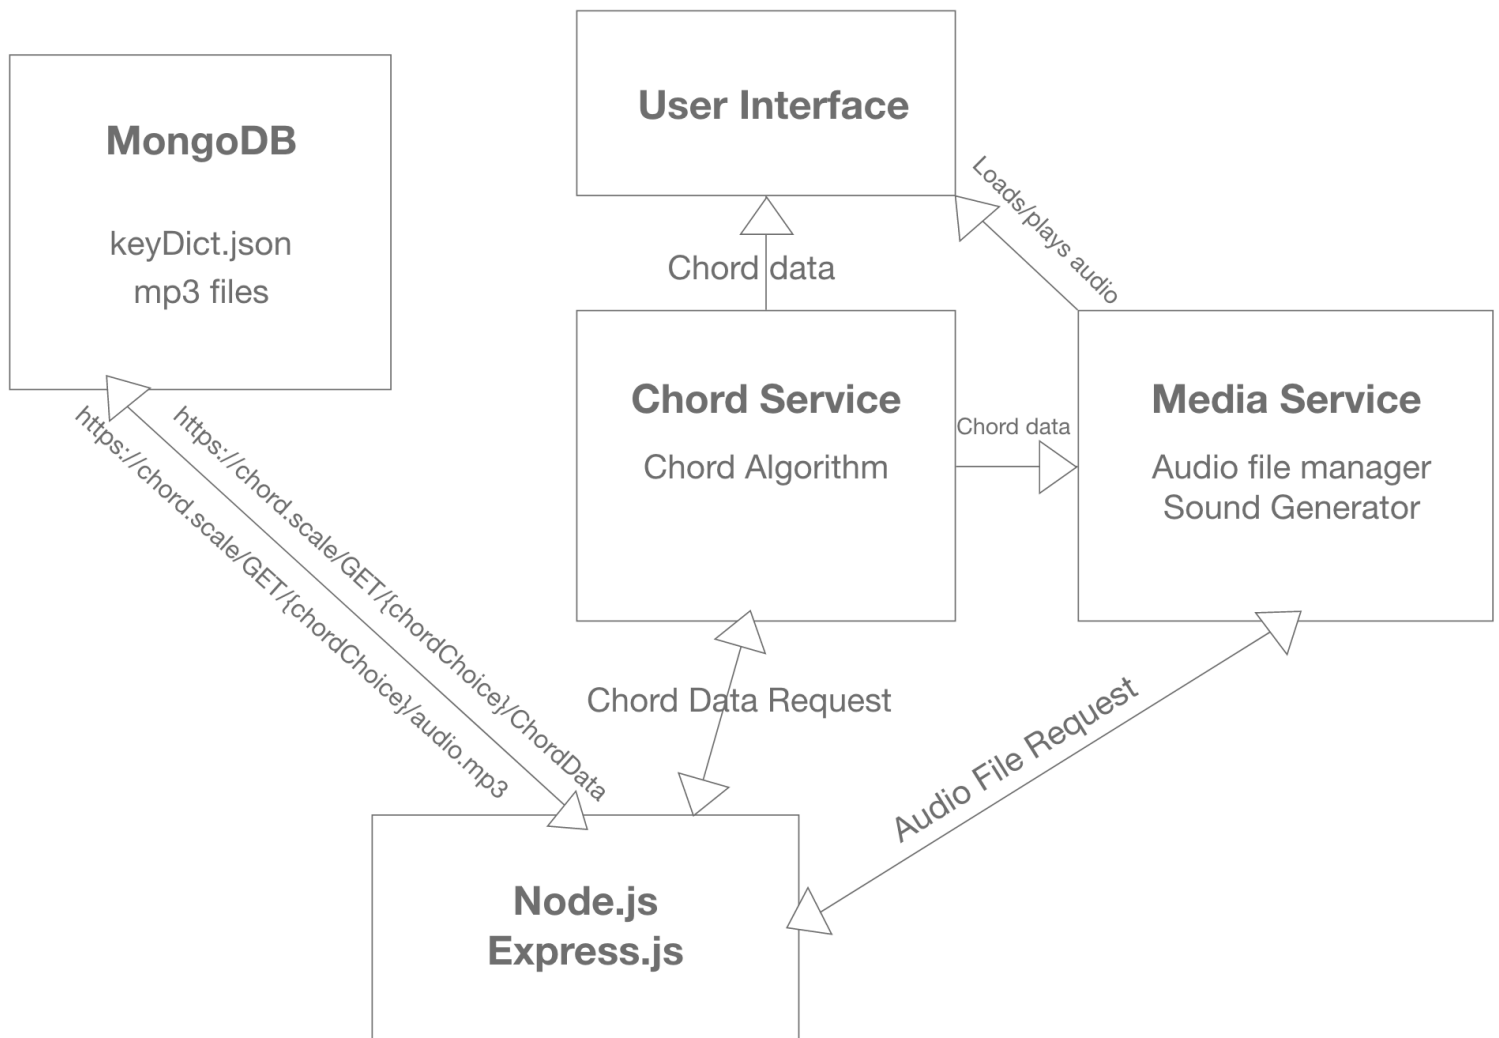 User Interface
MongoDB
keyDict.json
mp3 files
Loads/plays audio
Chord data
Chord Service
Chord Algorithm
Chord data
Media Service
Audio file manager
Sound Generator
https://chord.scale/GET/{chordChoice}/ChordData
https://chord.scale/GET/{chordChoice}/audio.mp3
Chord Data Request
Audio File Request
Node.js
Express.js